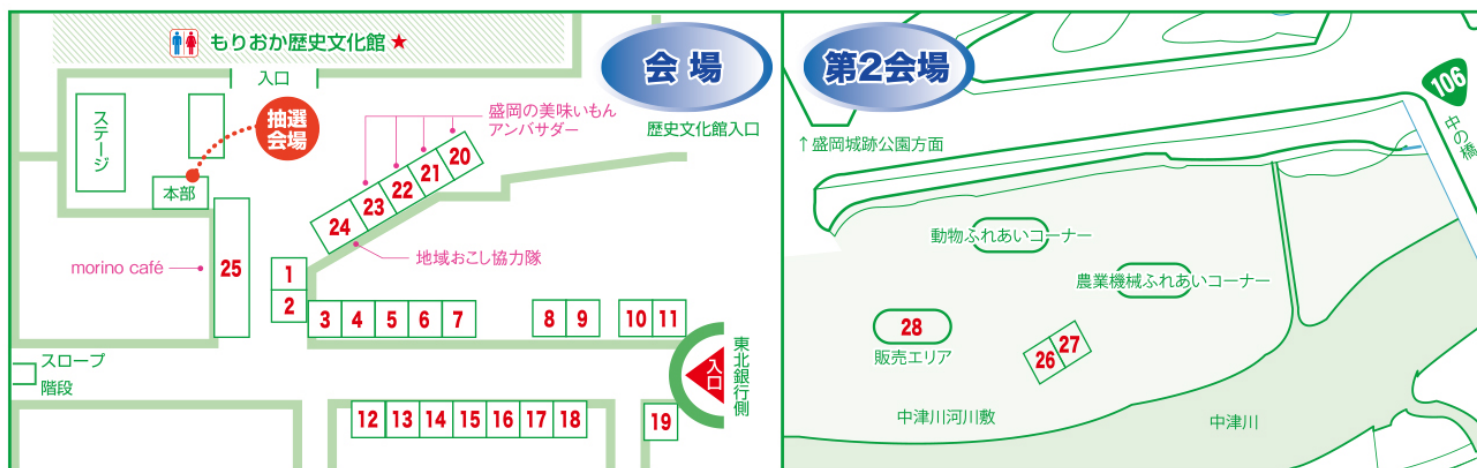 もりおか歴史文化館 ★
入口
会場
ステージ
抽選
会場
本部
盛岡の美味いもん
アンバサダー
歴史文化館入口
20
21
22
23
24
地域おこし協力隊
morino café
25
1
2
3
4
5
6
7
8
9
10
11
スロープ
階段
入口
東北銀行側
12
13
14
15
16
17
18
19
第2会場
106
中の橋
↑盛岡城跡公園方面
動物ふれあいコーナー
農業機械ふれあいコーナー
28
販売エリア
26
27
中津川河川敷
中津川